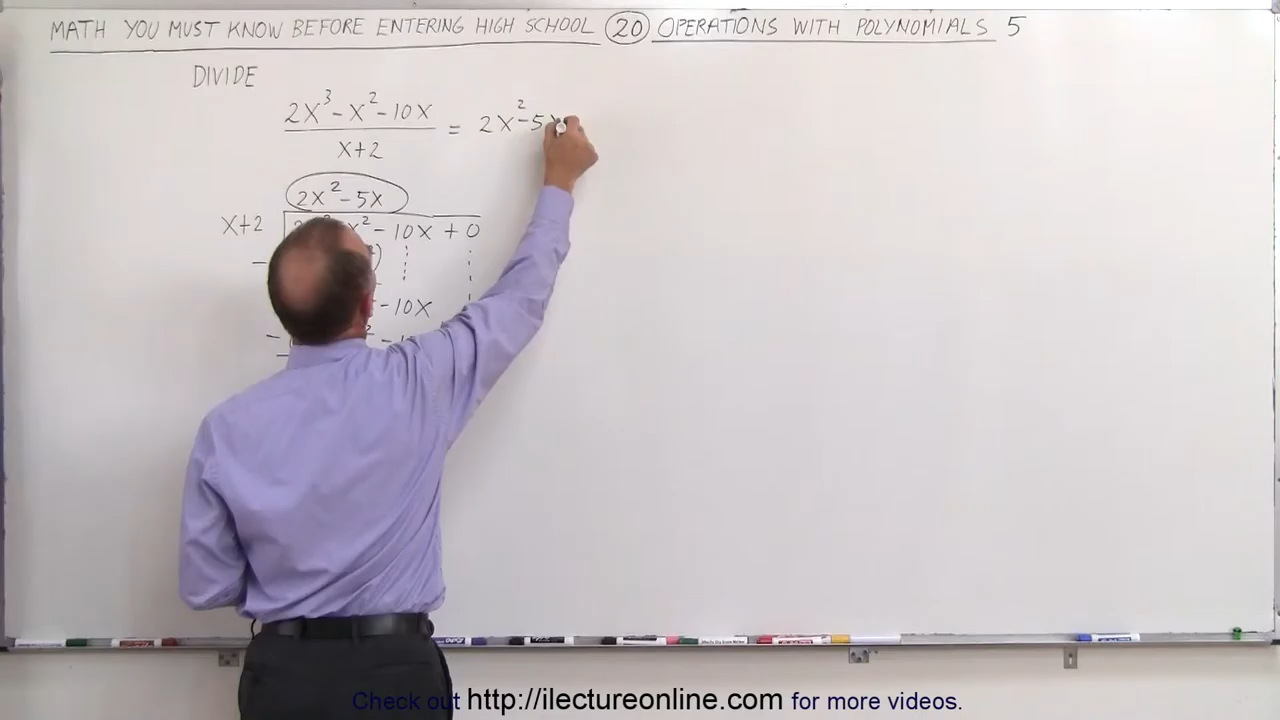 MATH YOU MUST KNOW BEFORE ENTERING HIGH SCHOOL 20 OPERATIONS WITH POLYNOMIALS 5
DIVIDE
2X³ - X² - 10X
= 2X² - 5X
X+2
2X² - 5X
X+2 X² - 10X + 0
-
- 10X
-
Check out http://ilectureonline.com for more videos.